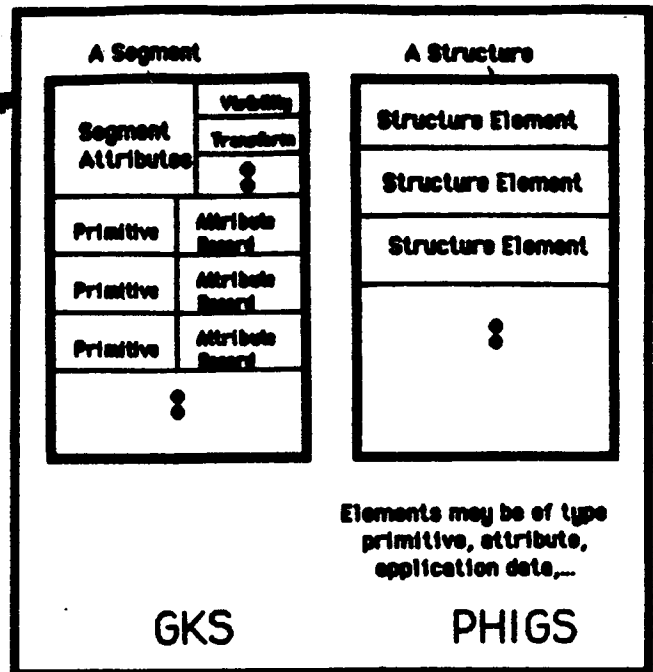 A Segment
Segment
Attributes
Visibility
Transform
Primitive
Attribute
Record
Primitive
Attribute
Record
Primitive
Attribute
Record
GKS
A Structure
Structure Element
Structure Element
Structure Element
Elements may be of type
primitive, attribute,
application data,...
PHIGS